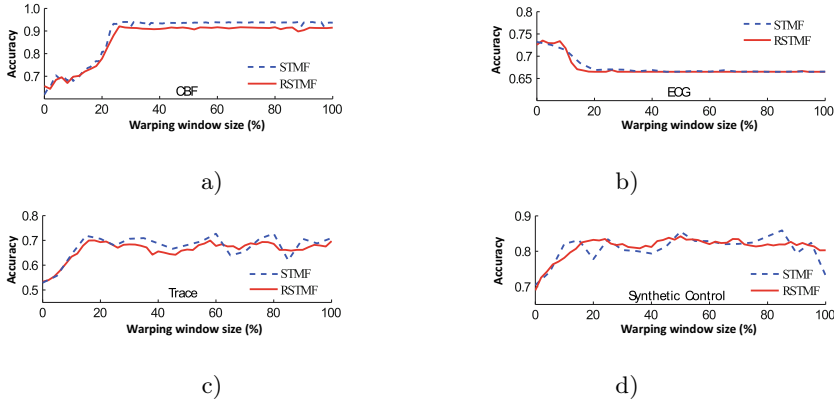 1.0
0.9
0.8
0.7
Accuracy
STMF
RSTMF
CBF
0 20 40 60 80 100
Warping window size (%)
a)
0.8
0.75
0.7
0.65
Accuracy
STMF
RSTMF
ECG
0 20 40 60 80 100
Warping window size (%)
b)
0.8
0.7
0.6
0.5
Accuracy
STMF
RSTMF
Trace
0 20 40 60 80 100
Warping window size (%)
c)
0.9
0.8
0.7
Accuracy
STMF
RSTMF
Synthetic Control
0 20 40 60 80 100
Warping window size (%)
d)